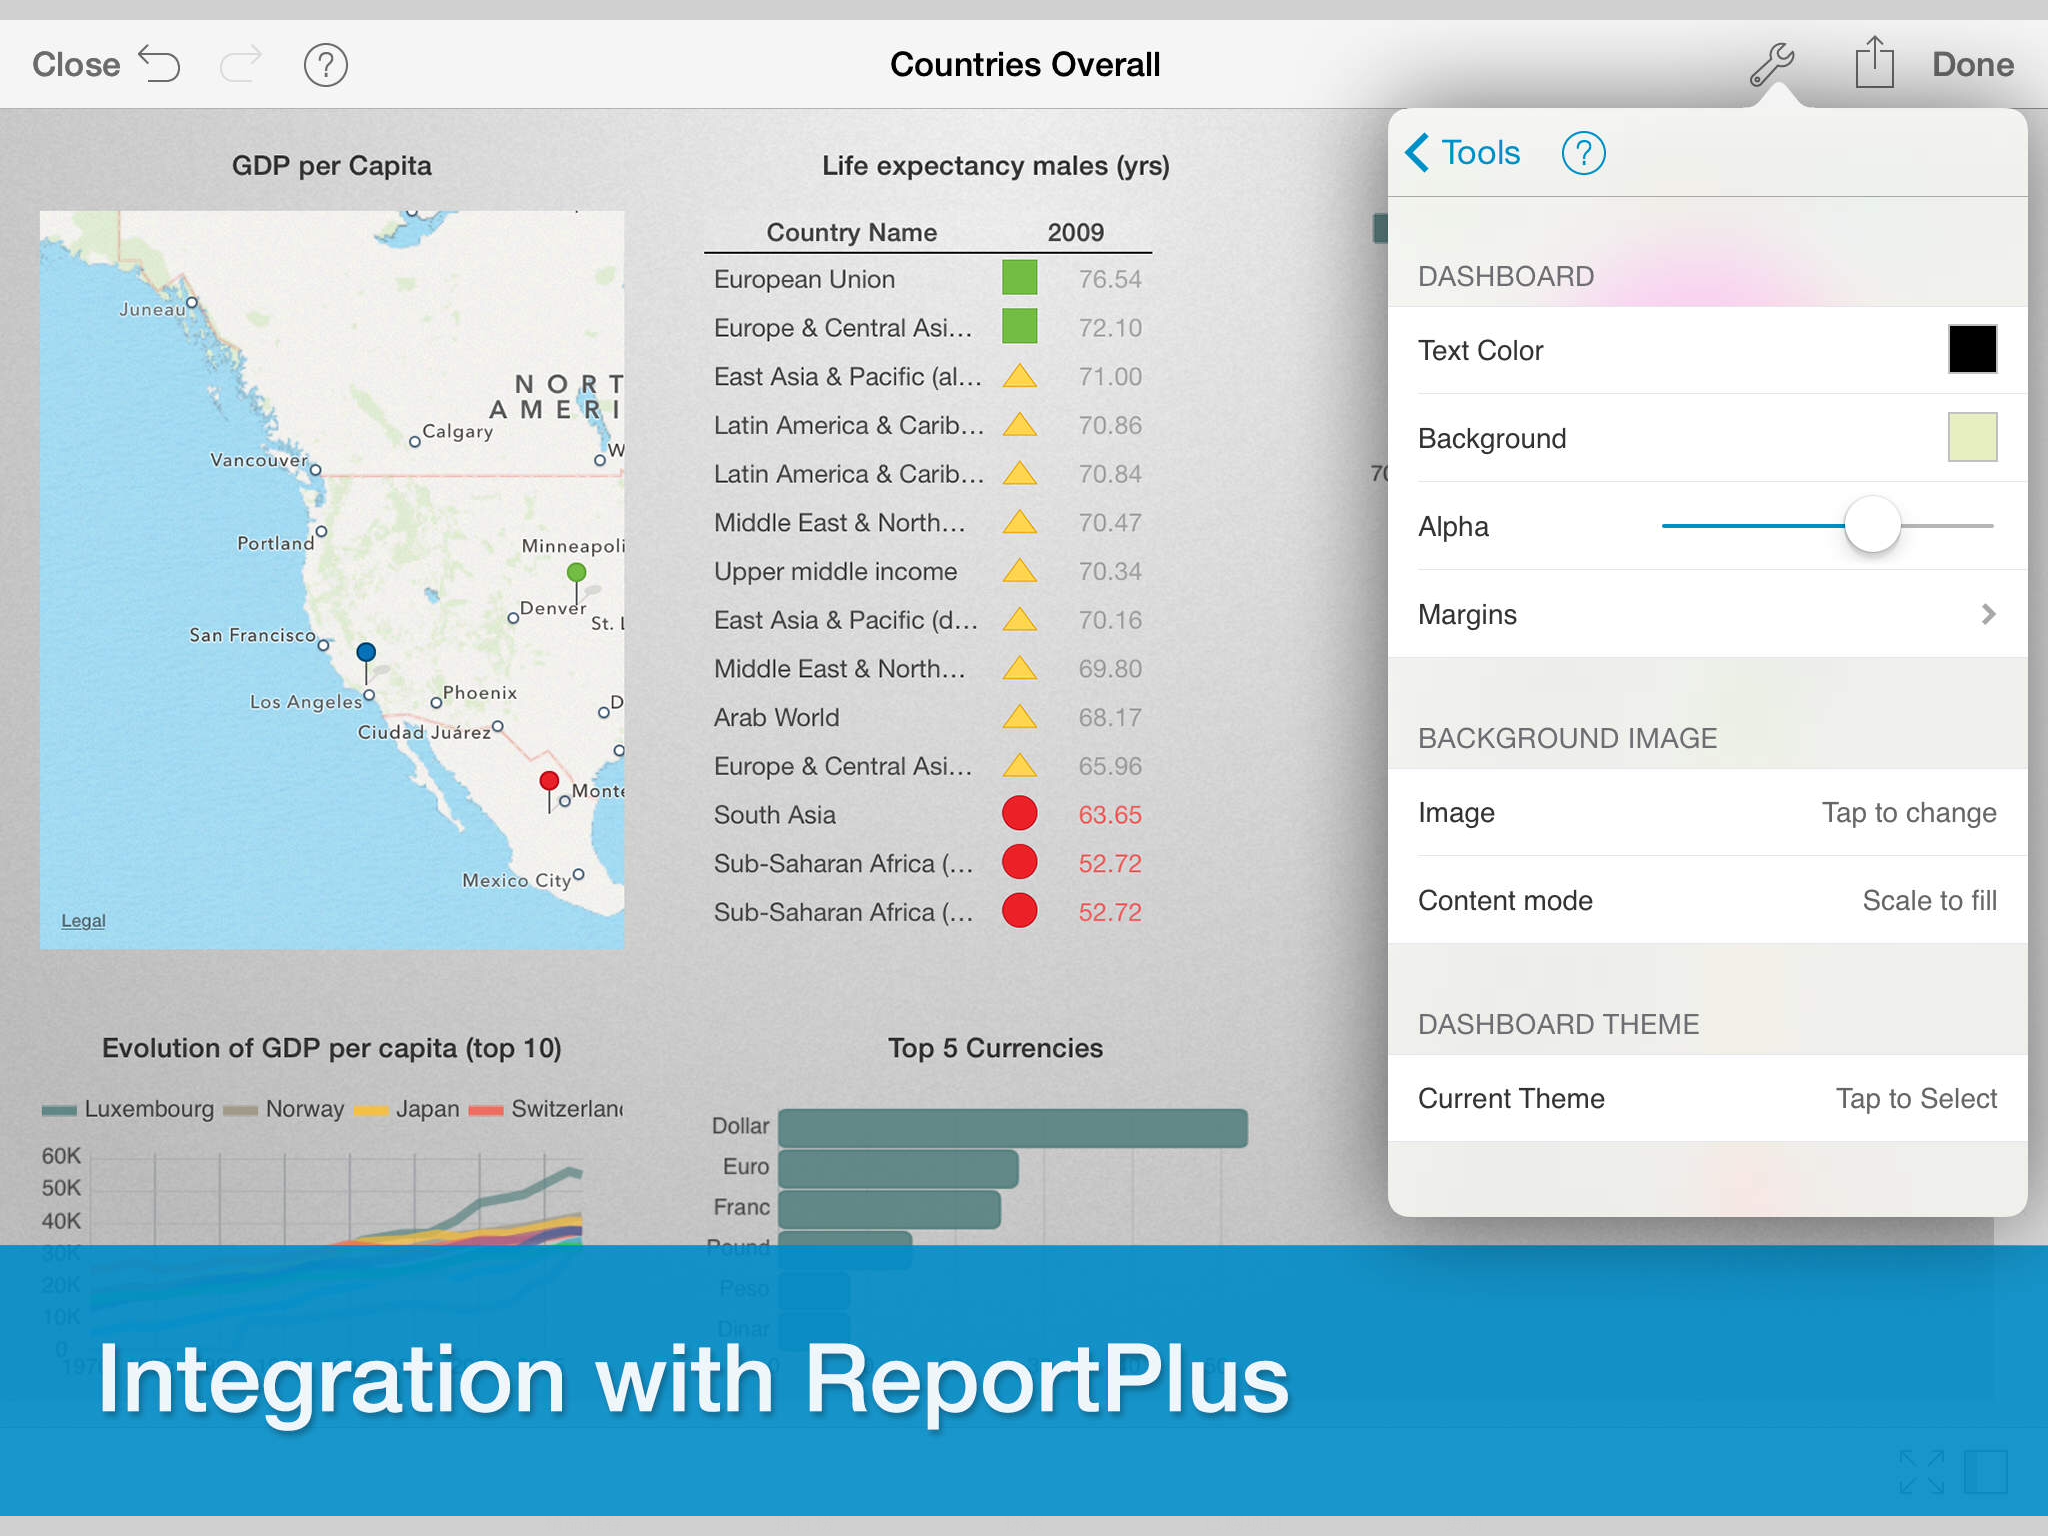 Close
Countries Overall
Done
GDP per Capita
Juneau
NORT
AMERI
Calgary
Vancouver
W
Portland
Minneapoli
Denver
St. L
San Francisco
Los Angeles
Phoenix
D
Ciudad Juárez
Monte
Mexico City
Legal
Life expectancy males (yrs)
Country Name 2009
European Union 76.54
Europe & Central Asi... 72.10
East Asia & Pacific (al... 71.00
Latin America & Carib... 70.86
Latin America & Carib... 70.84
Middle East & North... 70.47
Upper middle income 70.34
East Asia & Pacific (d... 70.16
Middle East & North... 69.80
Arab World 68.17
Europe & Central Asi... 65.96
South Asia 63.65
Sub-Saharan Africa (... 52.72
Sub-Saharan Africa (... 52.72
70
Tools ?
DASHBOARD
Text Color
Background
Alpha
Margins
BACKGROUND IMAGE
Image Tap to change
Content mode Scale to fill
DASHBOARD THEME
Current Theme Tap to Select
Evolution of GDP per capita (top 10)
Luxembourg Norway Japan Switzerland
60K
50K
40K
30K
20K
10K
0
Top 5 Currencies
Dollar
Euro
Franc
Pound
Peso
Dinar
Integration with ReportPlus